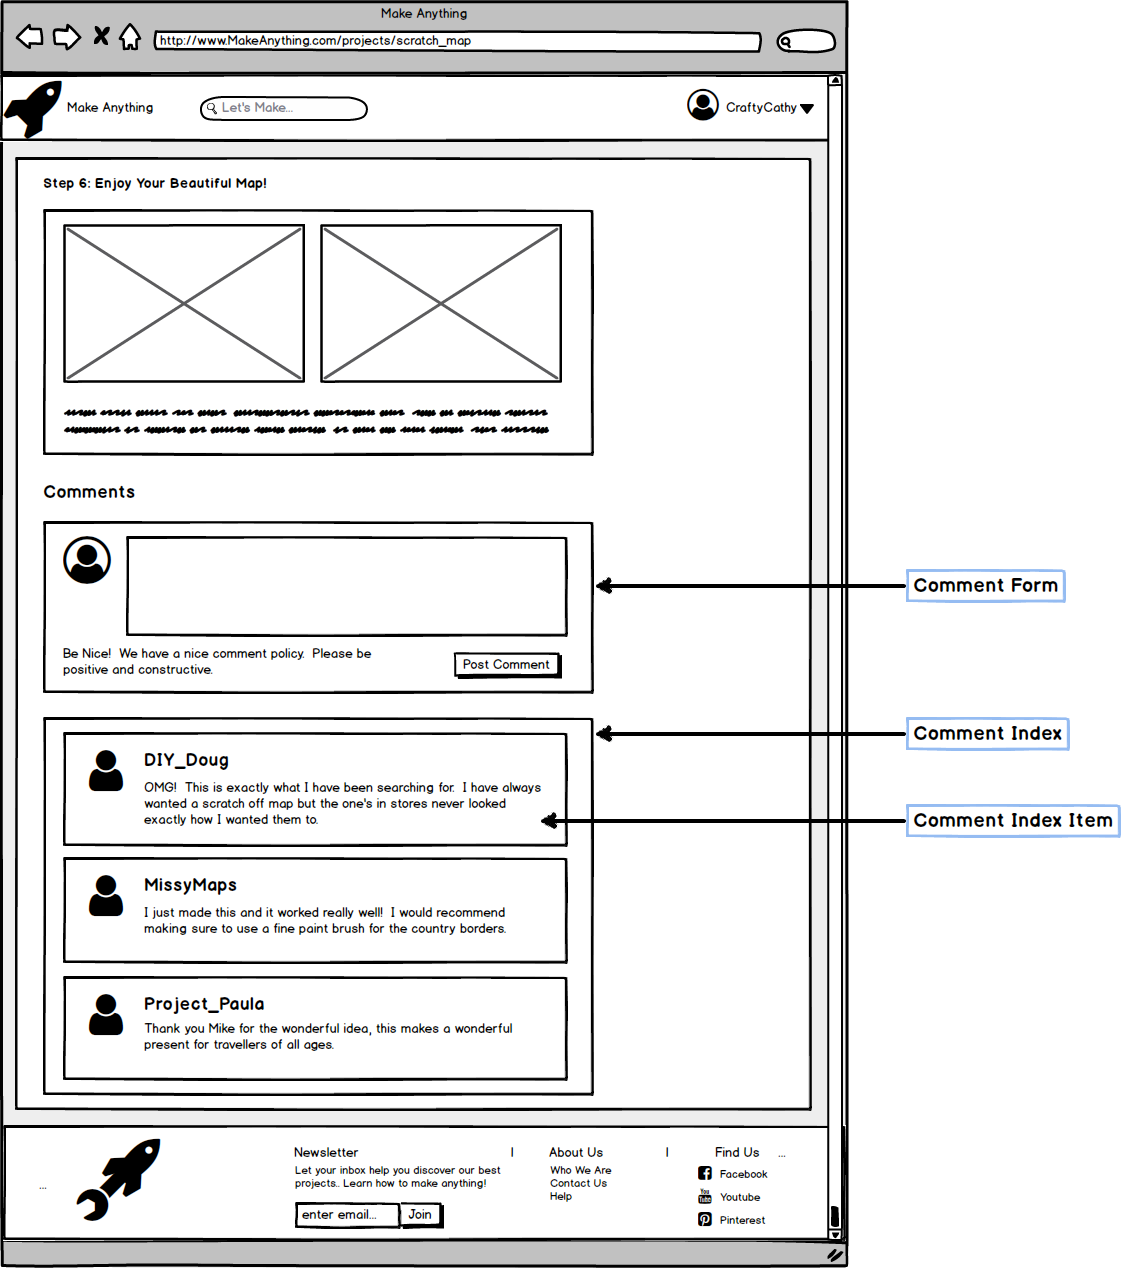 Make Anything
http://www.MakeAnything.com/projects/scratch_map
Make Anything
Let's Make...
CraftyCathy
Step 6: Enjoy Your Beautiful Map!
Comments
Be Nice! We have a nice comment policy. Please be
positive and constructive.
Post Comment
Comment Form
Comment Index
DIY_Doug
OMG! This is exactly what I have been searching for. I have always
wanted a scratch off map but the one's in stores never looked
exactly how I wanted them to.
Comment Index Item
MissyMaps
I just made this and it worked really well! I would recommend
making sure to use a fine paint brush for the country borders.
Project_Paula
Thank you Mike for the wonderful idea, this makes a wonderful
present for travellers of all ages.
...
Newsletter
Let your inbox help you discover our best
projects.. Learn how to make anything!
enter email...
Join
|
About Us
Who We Are
Contact Us
Help
|
Find Us
...
Facebook
You
Tube
Youtube
Pinterest